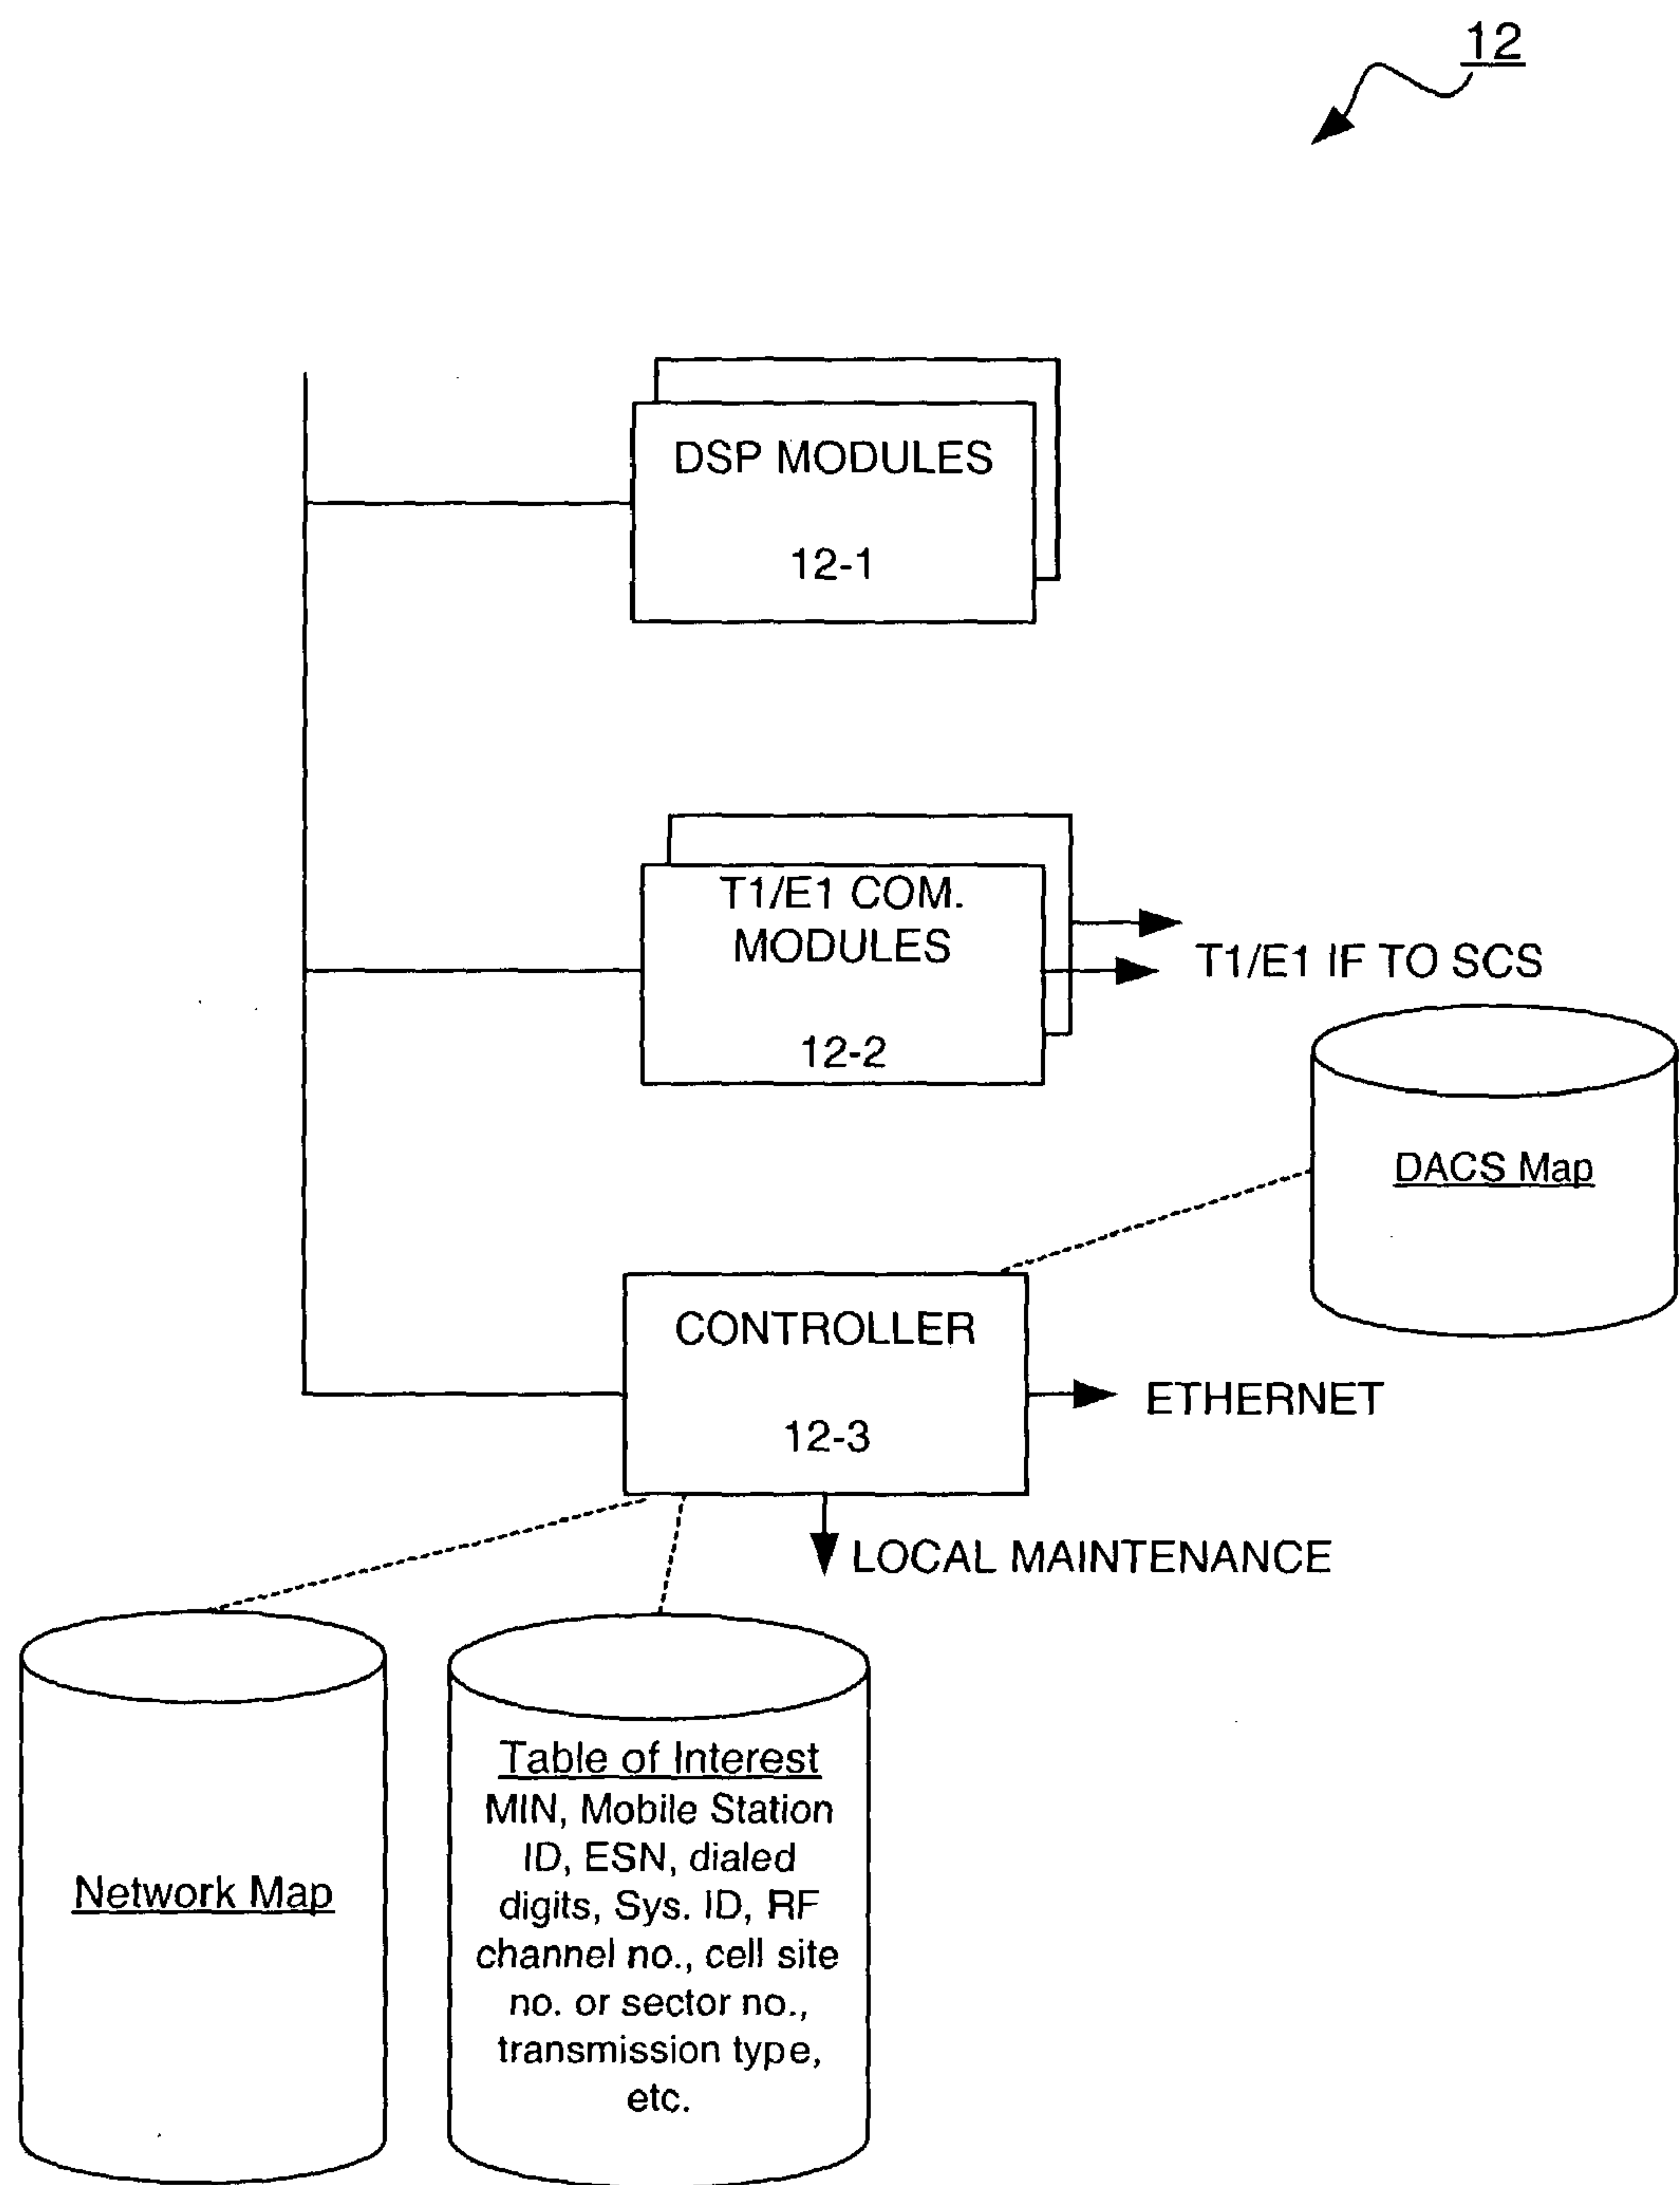 12
DSP MODULES
12-1
T1/E1 COM.
MODULES
12-2
T1/E1 IF TO SCS
DACS Map
CONTROLLER
12-3
ETHERNET
LOCAL MAINTENANCE
Network Map
Table of Interest
MIN, Mobile Station
ID, ESN, dialed
digits, Sys. ID, RF
channel no., cell site
no. or sector no.,
transmission type,
etc.